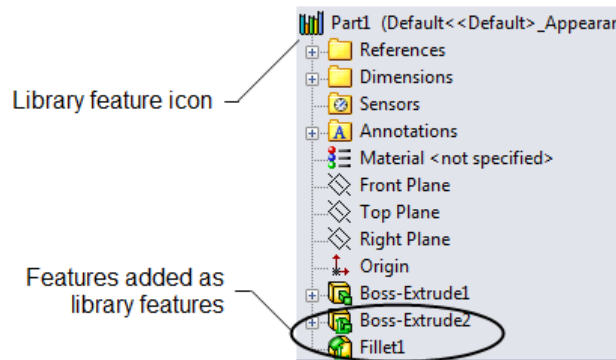 Part1 (Default<<Default>_Appearan
References
Dimensions
Library feature icon
Sensors
Annotations
Material <not specified>
Front Plane
Top Plane
Right Plane
Origin
Features added as
library features
Boss-Extrude1
Boss-Extrude2
Fillet1